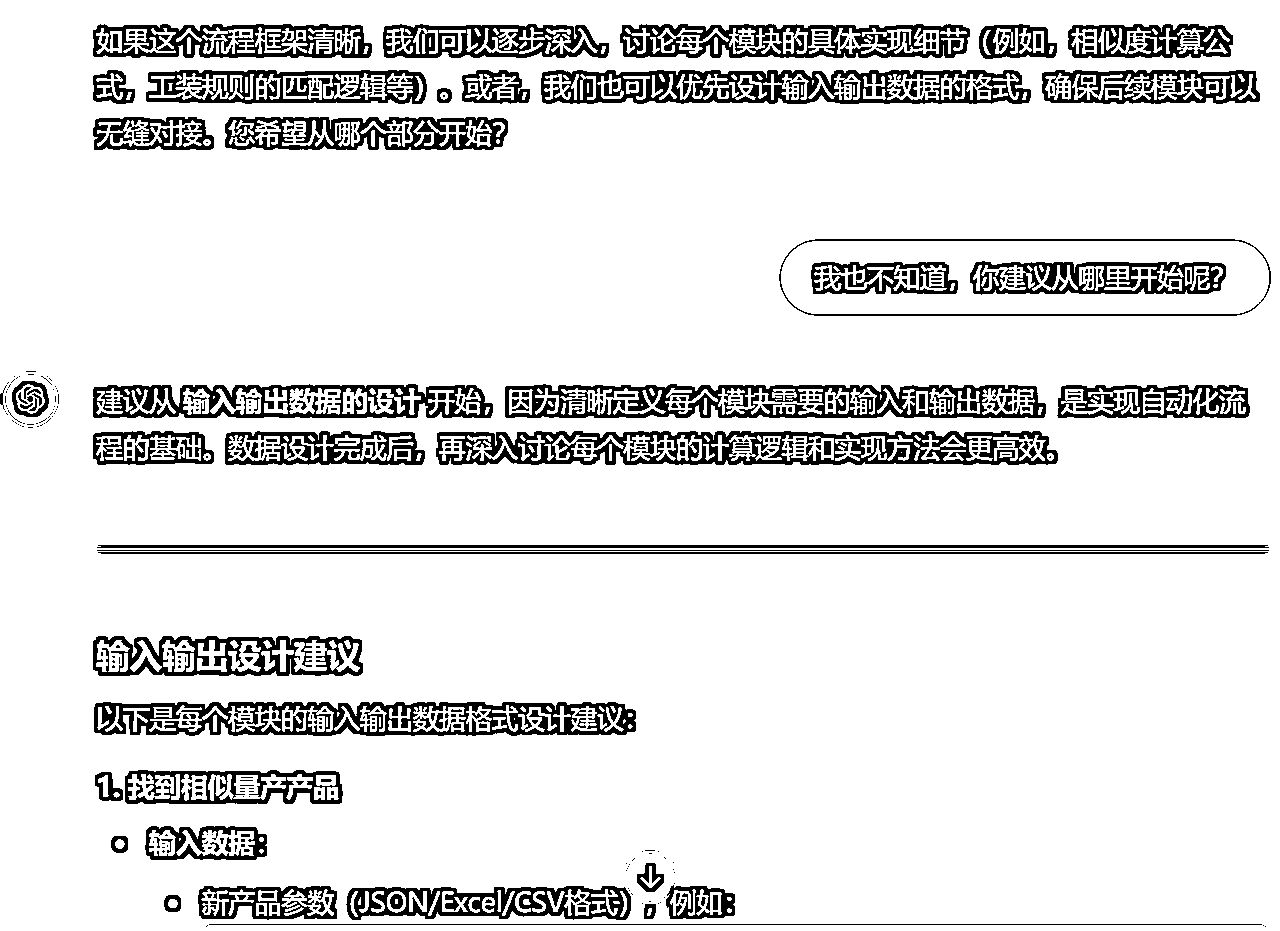 如果这个流程框架清晰，我们可以逐步深入，讨论每个模块的具体实现细节（例如，相似度计算公
式，工装规则的匹配逻辑等）。或者，我们也可以优先设计输入输出数据的格式，确保后续模块可以
无缝对接。您希望从哪个部分开始？
我也不知道，你建议从哪里开始呢？
建议从 输入输出数据的设计 开始，因为清晰定义每个模块需要的输入和输出数据，是实现自动化流
程的基础。数据设计完成后，再深入讨论每个模块的计算逻辑和实现方法会更高效。
输入输出设计建议
以下是每个模块的输入输出数据格式设计建议：
1. 找到相似量产产品
输入数据：
新产品参数（JSON/Excel/CSV格式），例如：